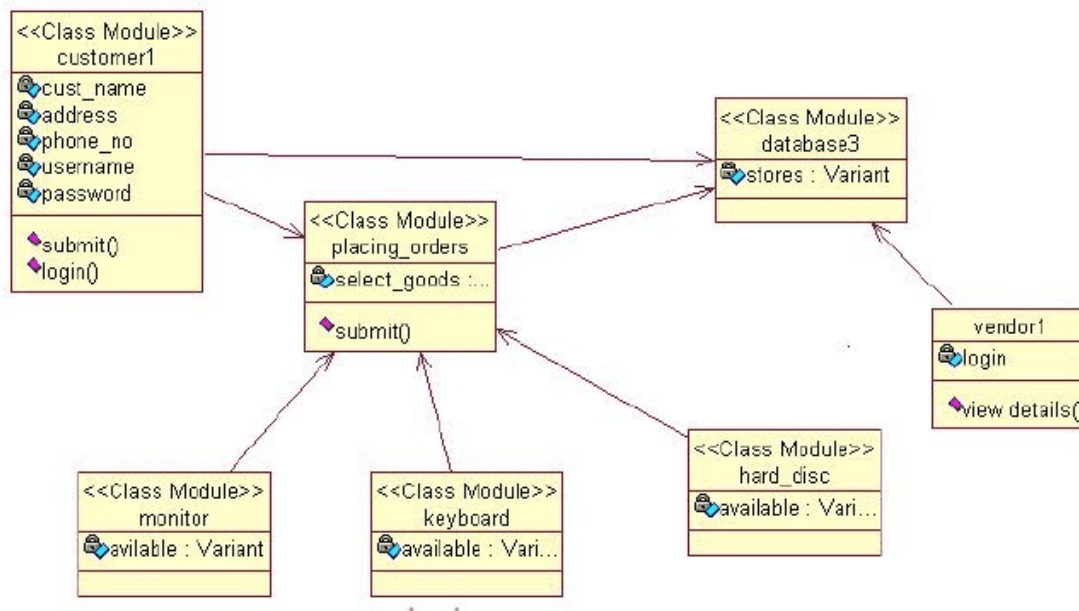 <<Class Module>>
customer1
cust_name
address
phone_no
username
password
submit()
login()
<<Class Module>>
database3
stores : Variant
<<Class Module>>
placing_orders
select_goods :...
submit()
vendor1
login
view details()
<<Class Module>>
monitor
avilable : Variant
<<Class Module>>
keyboard
available : Vari...
<<Class Module>>
hard_disc
available : Vari...